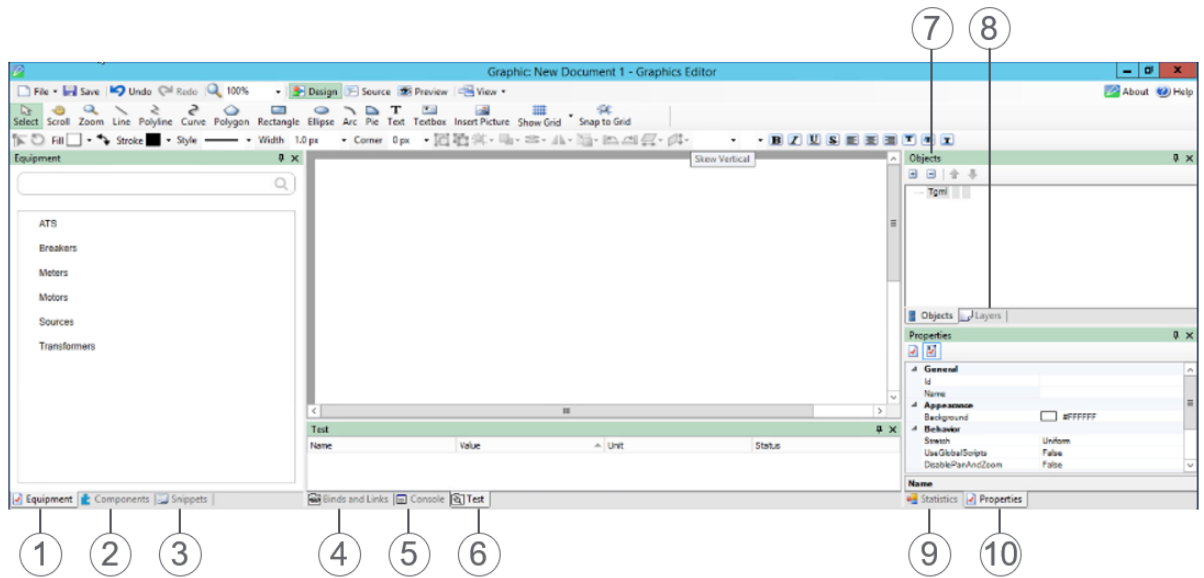 7 8
Graphic: New Document 1 - Graphics Editor
File Save Undo Redo 100% Design Source Preview View About Help
Select Scroll Zoom Line Polyline Curve Polygon Rectangle Ellipse Arc Pie Text Textbox Insert Picture Show Grid Snap to Grid
Fill Stroke Style Width 1.0 px Corner 0 px B I U S
Equipment
Skew Vertical
Objects
Tgml
ATS
Breakers
Meters
Motors
Sources
Transformers
Objects Layers
Properties
General
Id
Name
Appearance
Background #FFFFFF
Behavior
Stretch Uniform
UseGlobalScripts False
DisablePanAndZoom False
Name
Test
Name Value Unit Status
Equipment Components Snippets Binds and Links Console Test Statistics Properties
1 2 3 4 5 6 9 10